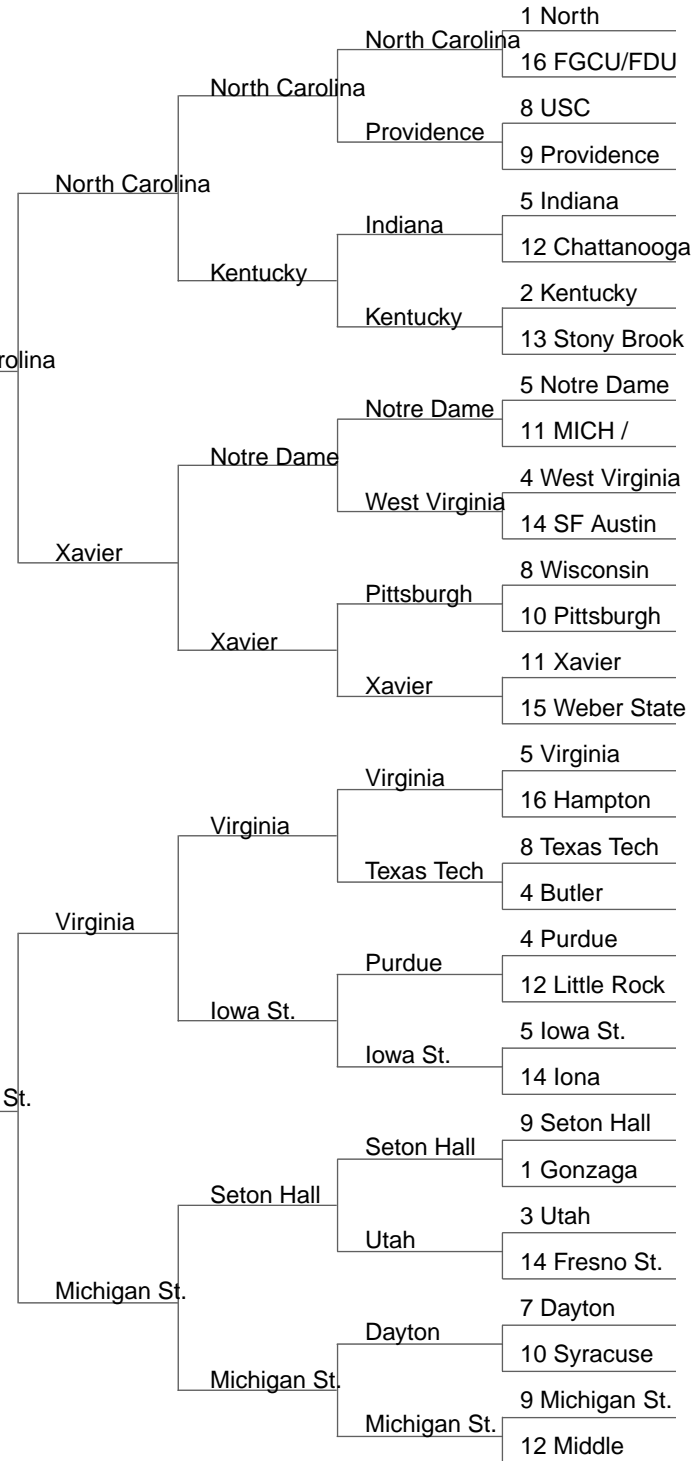 1 North
North Carolina
16 FGCU/FDU
North Carolina
8 USC
Providence
9 Providence
North Carolina
5 Indiana
Indiana
12 Chattanooga
Kentucky
2 Kentucky
Kentucky
13 Stony Brook
rolina
5 Notre Dame
Notre Dame
11 MICH /
Notre Dame
4 West Virginia
West Virginia
14 SF Austin
Xavier
8 Wisconsin
Pittsburgh
10 Pittsburgh
Xavier
11 Xavier
Xavier
15 Weber State
5 Virginia
Virginia
16 Hampton
Virginia
8 Texas Tech
Texas Tech
4 Butler
Virginia
4 Purdue
Purdue
12 Little Rock
Iowa St.
5 Iowa St.
Iowa St.
14 Iona
St.
9 Seton Hall
Seton Hall
1 Gonzaga
Seton Hall
3 Utah
Utah
14 Fresno St.
Michigan St.
7 Dayton
Dayton
10 Syracuse
Michigan St.
9 Michigan St.
Michigan St.
12 Middle